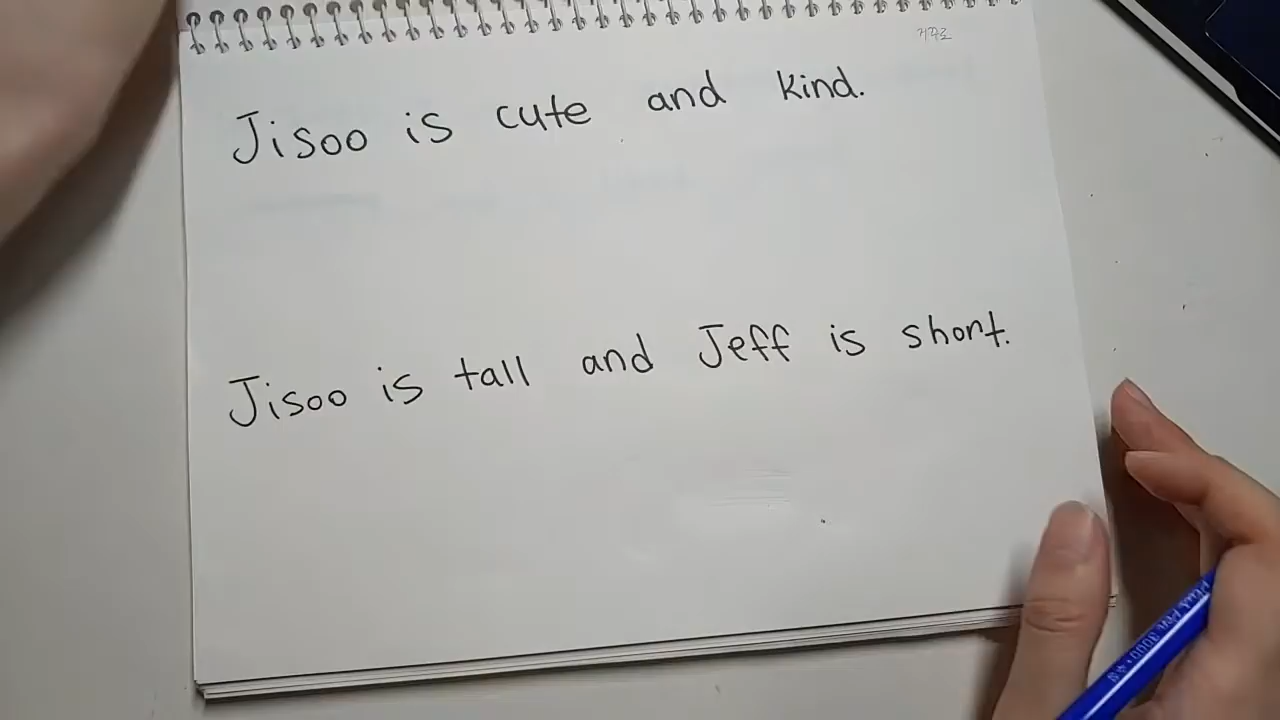 Jisoo is cute and kind.
Jisoo is tall and Jeff is short.